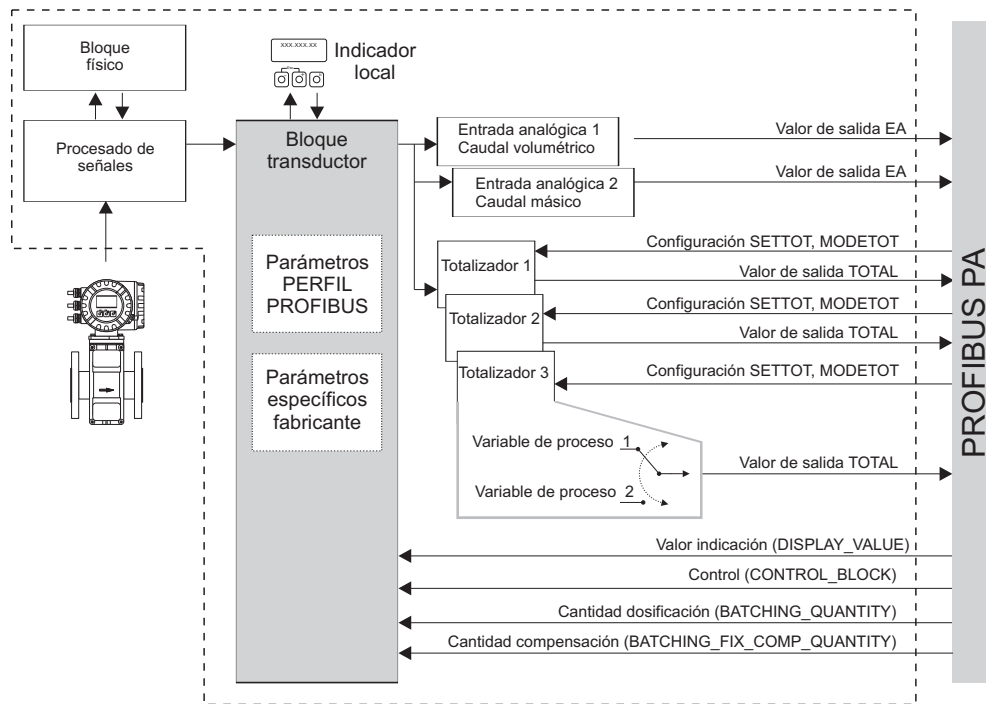 Bloque
físico
xxx.xxx.xx
Indicador
local
Procesado de
señales
Bloque
transductor
Entrada analógica 1
Caudal volumétrico
Valor de salida EA
Entrada analógica 2
Caudal másico
Valor de salida EA
Parámetros
PERFIL
PROFIBUS
Parámetros
específicos
fabricante
Totalizador 1
Configuración SETTOT, MODETOT
Valor de salida TOTAL
Totalizador 2
Configuración SETTOT, MODETOT
Valor de salida TOTAL
Totalizador 3
Configuración SETTOT, MODETOT
Variable de proceso 1
Variable de proceso 2
Valor de salida TOTAL
Valor indicación (DISPLAY_VALUE)
Control (CONTROL_BLOCK)
Cantidad dosificación (BATCHING_QUANTITY)
Cantidad compensación (BATCHING_FIX_COMP_QUANTITY)
PROFIBUS PA